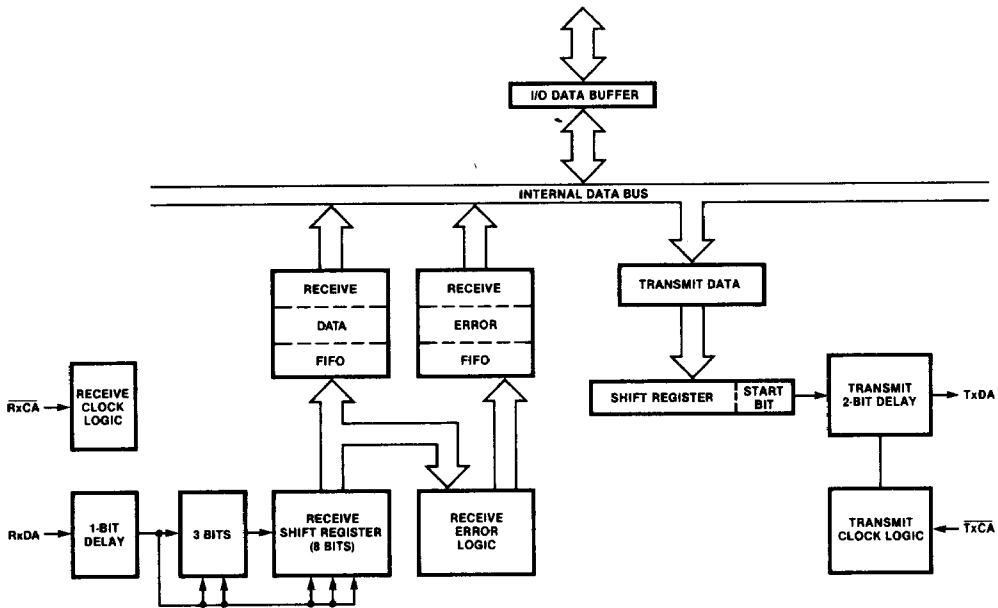 I/O DATA BUFFER
INTERNAL DATA BUS
RECEIVE
DATA
FIFO
RECEIVE
ERROR
FIFO
TRANSMIT DATA
RxCA
RECEIVE
CLOCK
LOGIC
SHIFT REGISTER
START
BIT
TRANSMIT
2-BIT DELAY
TxDA
RxDA
1-BIT
DELAY
3 BITS
RECEIVE
SHIFT REGISTER
(8 BITS)
RECEIVE
ERROR
LOGIC
TRANSMIT
CLOCK LOGIC
TxCA